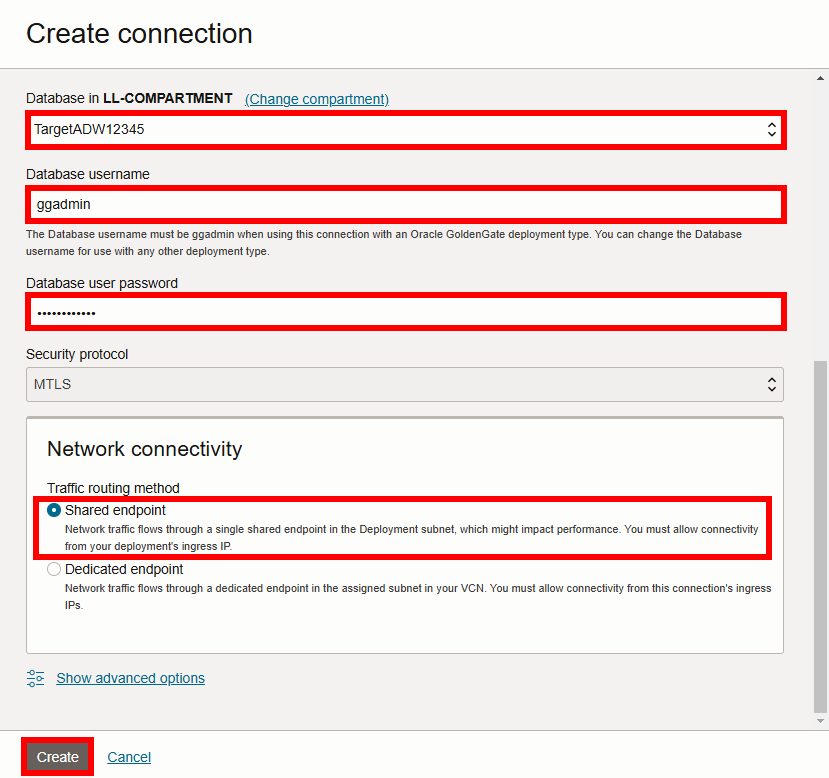 Create connection
Database in LL-COMPARTMENT (Change compartment)
TargetADW12345
Database username
ggadmin
The Database username must be ggadmin when using this connection with an Oracle GoldenGate deployment type. You can change the Database
username for use with any other deployment type.
Database user password
••••••••••••
Security protocol
MTLS
Network connectivity
Traffic routing method
Shared endpoint
Network traffic flows through a single shared endpoint in the Deployment subnet, which might impact performance. You must allow connectivity
from your deployment's ingress IP.
Dedicated endpoint
Network traffic flows through a dedicated endpoint in the assigned subnet in your VCN. You must allow connectivity from this connection's ingress
IPs.
Show advanced options
Create Cancel